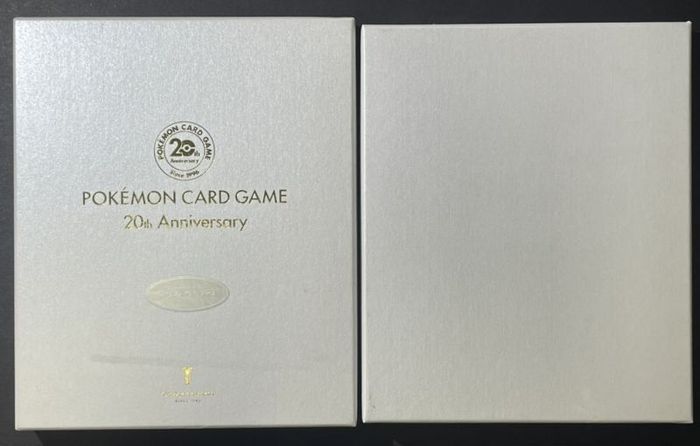 POKÉMON CARD GAME
20th
Anniversary
Since 1996
POKÉMON CARD GAME
20th Anniversary